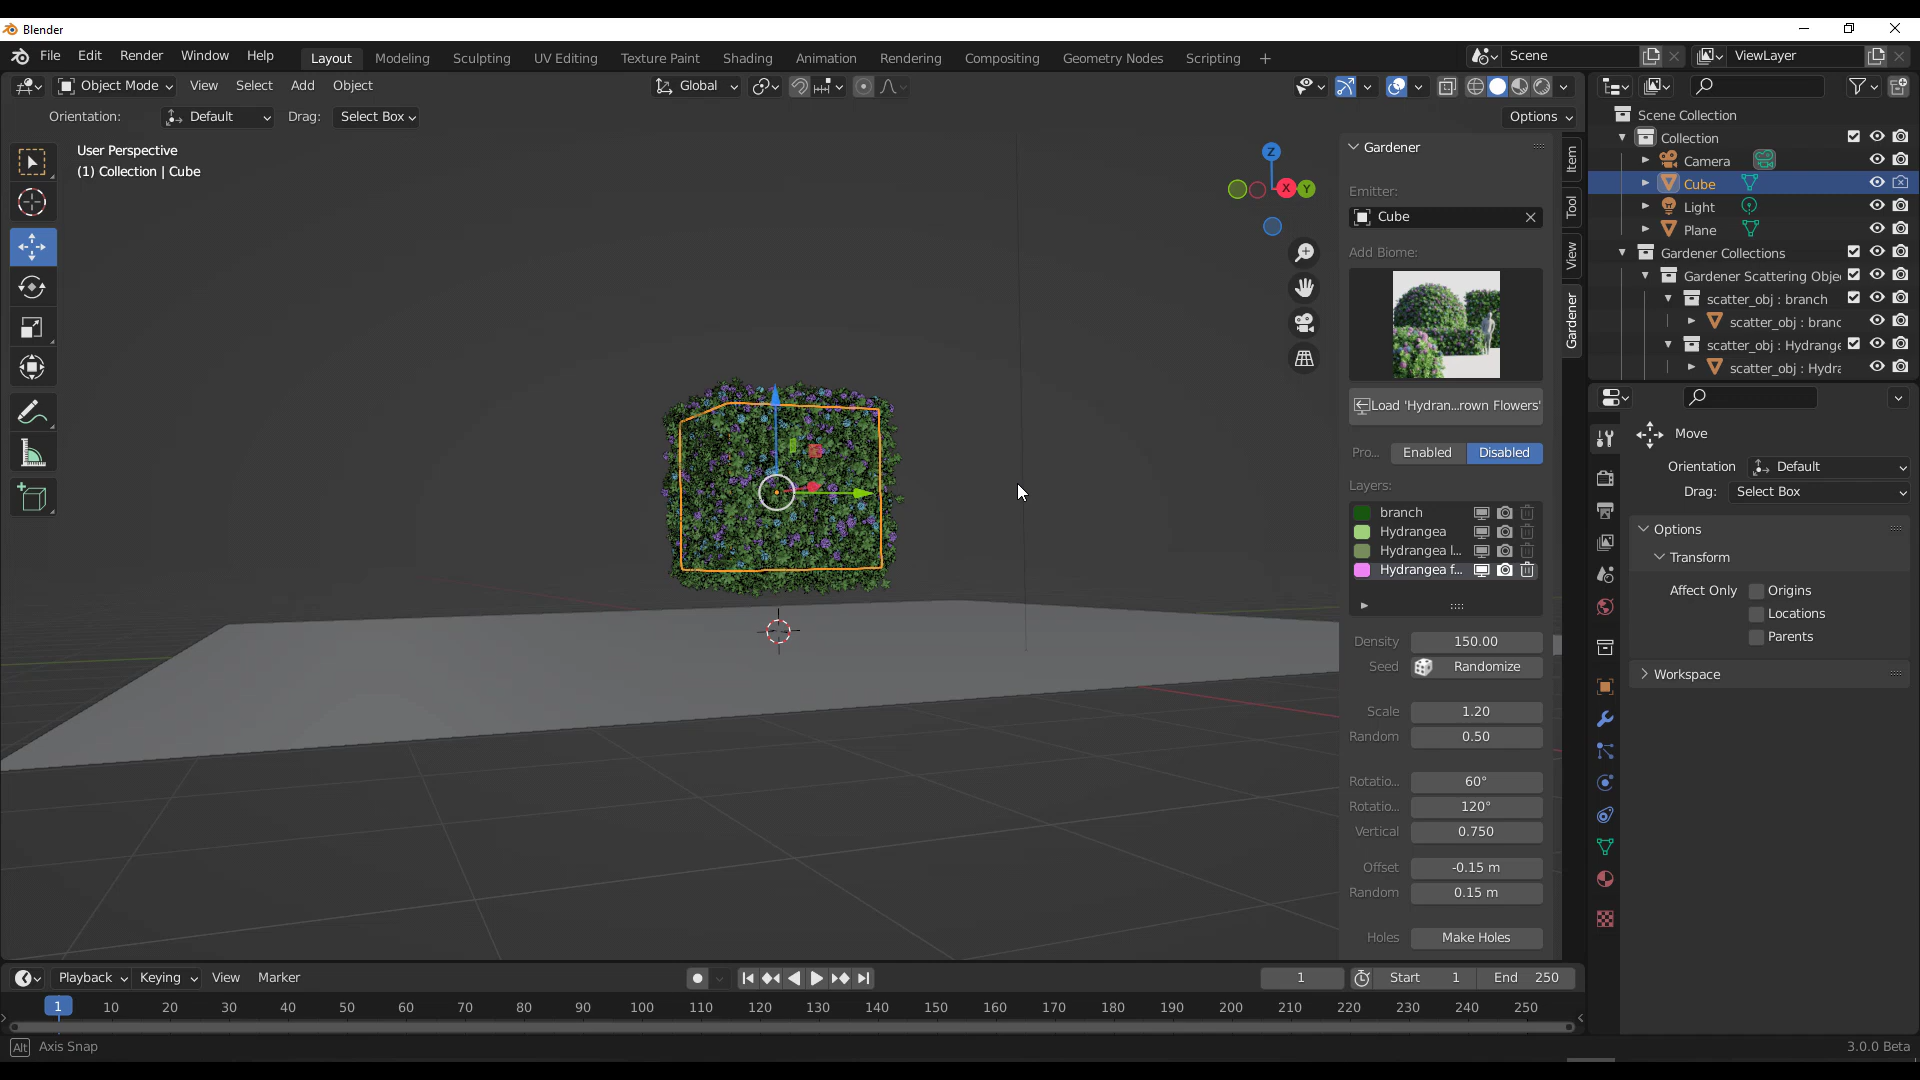 Blender
File Edit Render Window Help Layout Modeling Sculpting UV Editing Texture Paint Shading Animation Rendering Compositing Geometry Nodes Scripting + Scene ViewLayer
Object Mode View Select Add Object Global
Orientation: Default Drag: Select Box Options
User Perspective
(1) Collection | Cube
Z
X
Y
Gardener
Emitter:
Cube
Add Biome:
Load 'Hydran...rown Flowers'
Pro... Enabled Disabled
Layers:
branch
Hydrangea
Hydrangea l...
Hydrangea f...
Density 150.00
Seed Randomize
Scale 1.20
Random 0.50
Rotatio... 60°
Rotatio... 120°
Vertical 0.750
Offset -0.15 m
Random 0.15 m
Holes Make Holes
Item
Tool
View
Gardener
Scene Collection
Collection
Camera
Cube
Light
Plane
Gardener Collections
Gardener Scattering Obje
scatter_obj : branch
scatter_obj : branc
scatter_obj : Hydrange
scatter_obj : Hydra
Move
Orientation Default
Drag: Select Box
Options
Transform
Affect Only Origins
Locations
Parents
Workspace
Playback Keying View Marker 1 Start 1 End 250
1 10 20 30 40 50 60 70 80 90 100 110 120 130 140 150 160 170 180 190 200 210 220 230 240 250
Alt Axis Snap
3.0.0 Beta